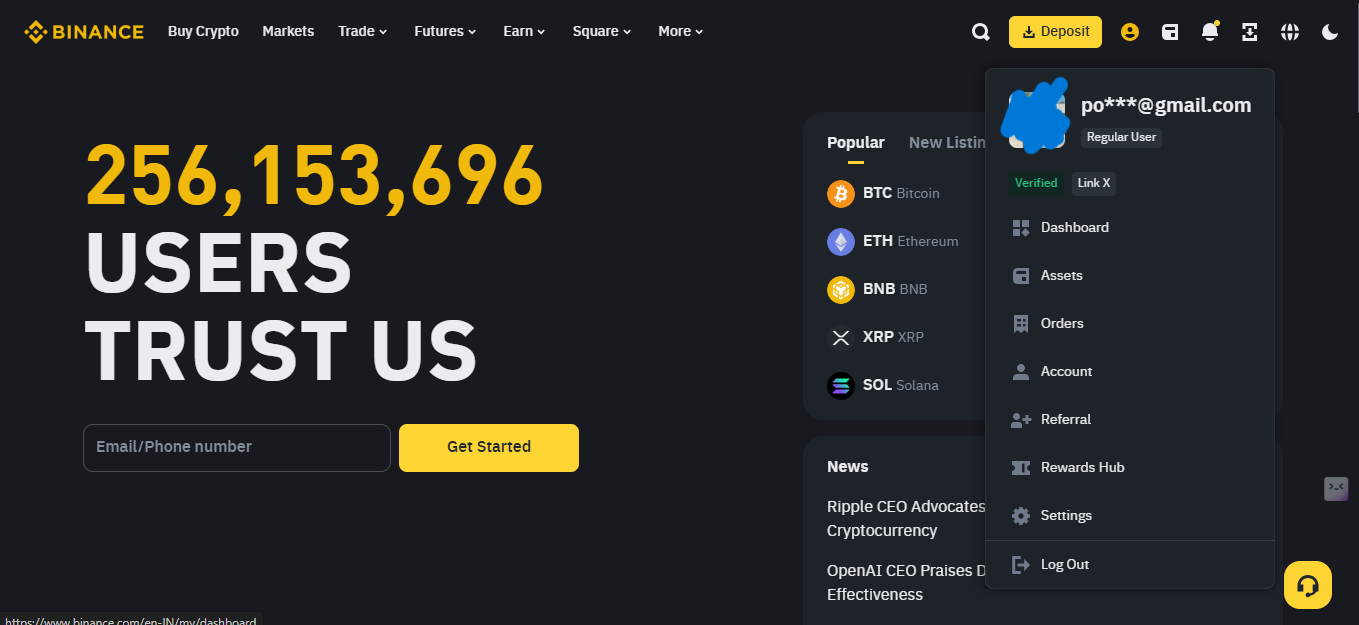 BINANCE
Buy Crypto
Markets
Trade
Futures
Earn
Square
More
Deposit
256,153,696
USERS
TRUST US
Email/Phone number
Get Started
Popular
New Listin
BTC Bitcoin
ETH Ethereum
BNB BNB
XRP XRP
SOL Solana
News
Ripple CEO Advocates
Cryptocurrency
OpenAI CEO Praises D
Effectiveness
po***@gmail.com
Regular User
Verified
Link X
Dashboard
Assets
Orders
Account
Referral
Rewards Hub
Settings
Log Out
https://www.binance.com/en-IN/my/dashboard